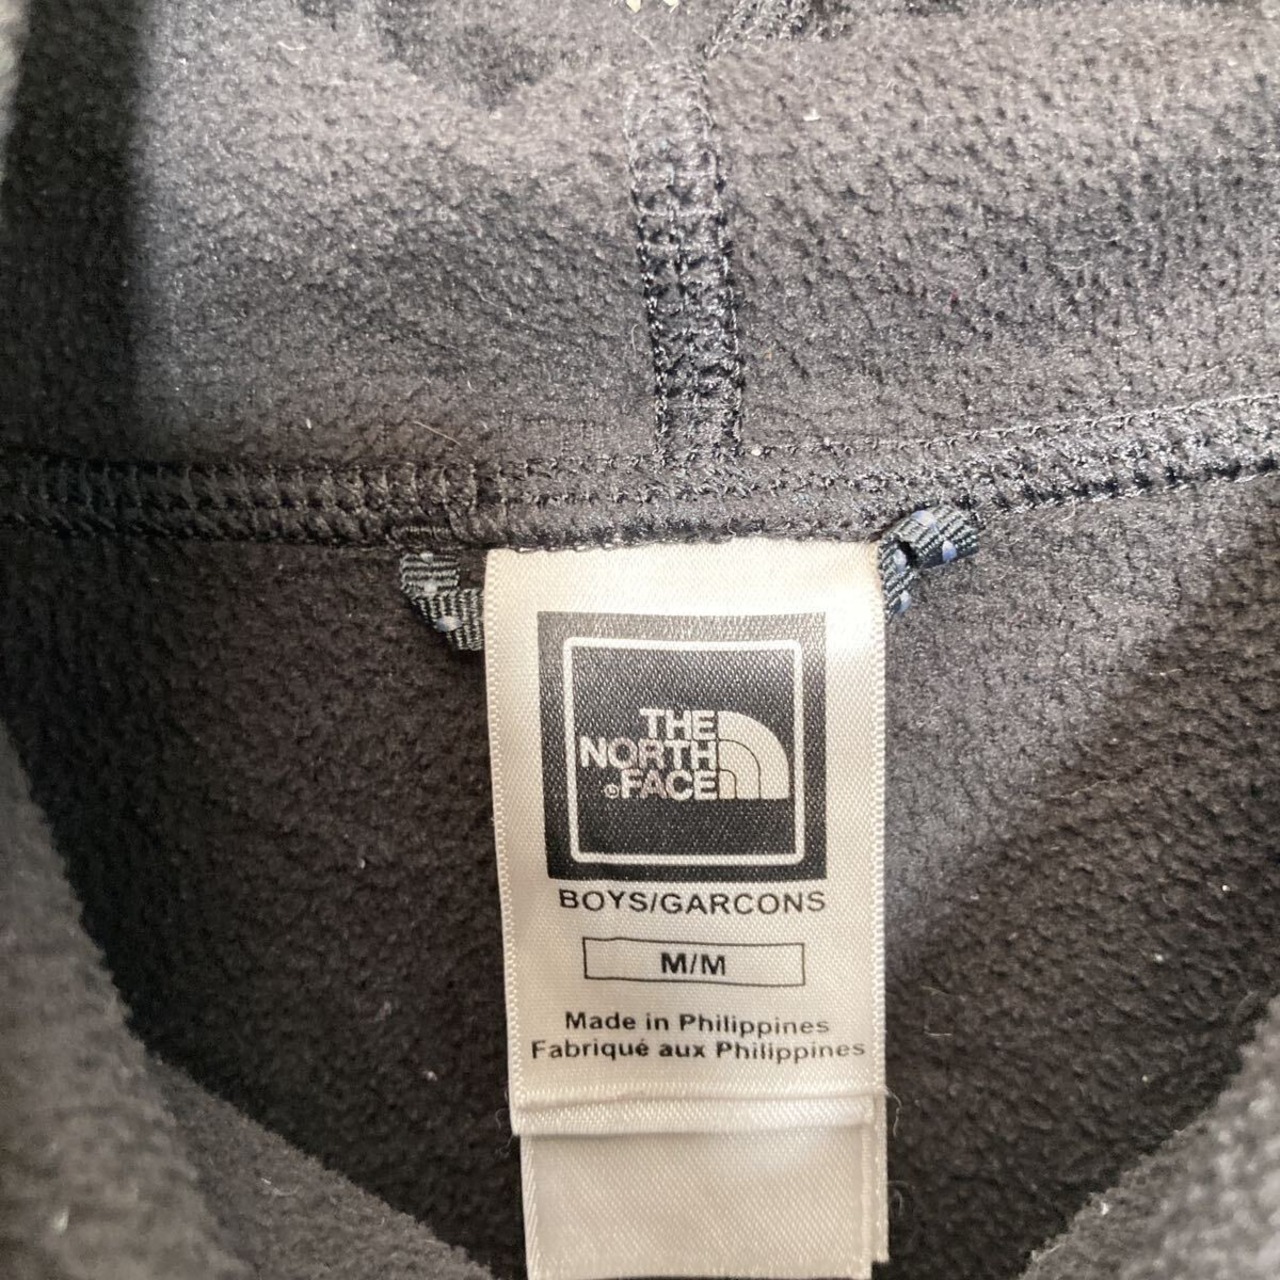 THE
NORTH
©FACE
BOYS/GARCONS
M/M
Made in Philippines
Fabriqué aux Philippines